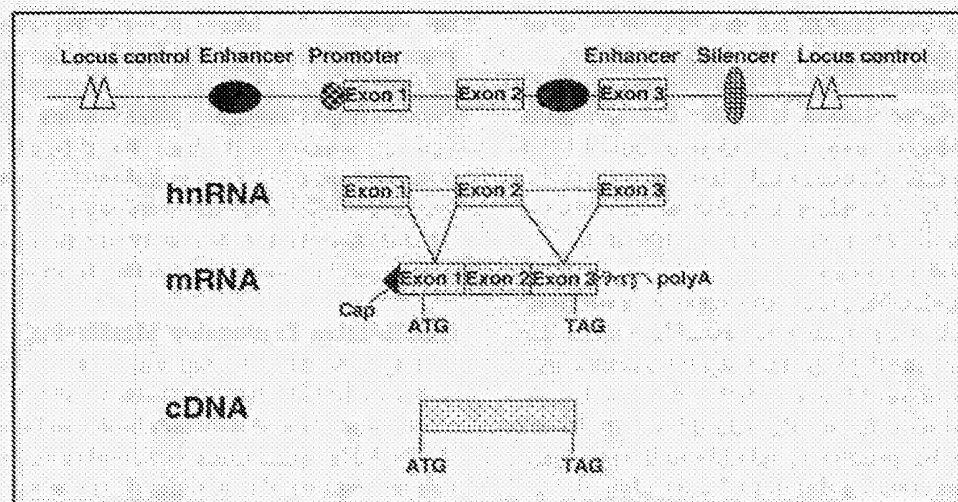 Locus control Enhancer Promoter Enhancer Silencer Locus control
Exon 1 Exon 2 Exon 3
hnRNA Exon 1 Exon 2 Exon 3
mRNA Exon 1 Exon 2 Exon 3 polyA
Cap
ATG TAG
cDNA
ATG TAG